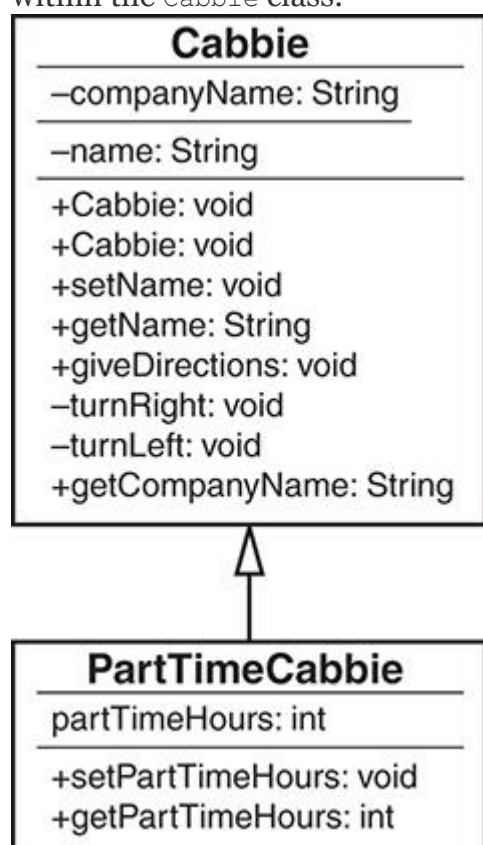 within the Cabbie class.
Cabbie
–companyName: String
–name: String
+Cabbie: void
+Cabbie: void
+setName: void
+getName: String
+giveDirections: void
–turnRight: void
–turnLeft: void
+getCompanyName: String
PartTimeCabbie
partTimeHours: int
+setPartTimeHours: void
+getPartTimeHours: int